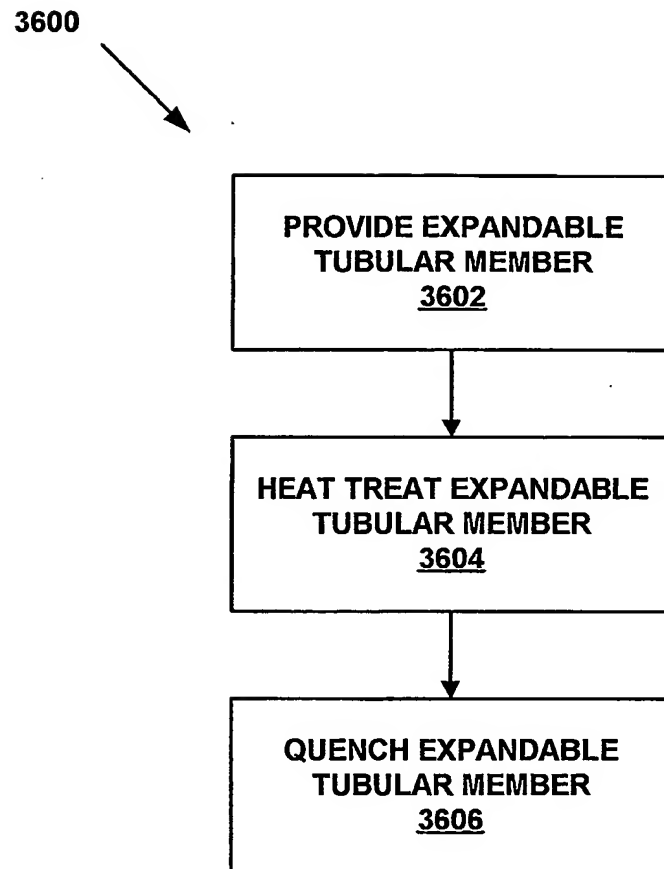 3600
PROVIDE EXPANDABLE
TUBULAR MEMBER
3602
HEAT TREAT EXPANDABLE
TUBULAR MEMBER
3604
QUENCH EXPANDABLE
TUBULAR MEMBER
3606